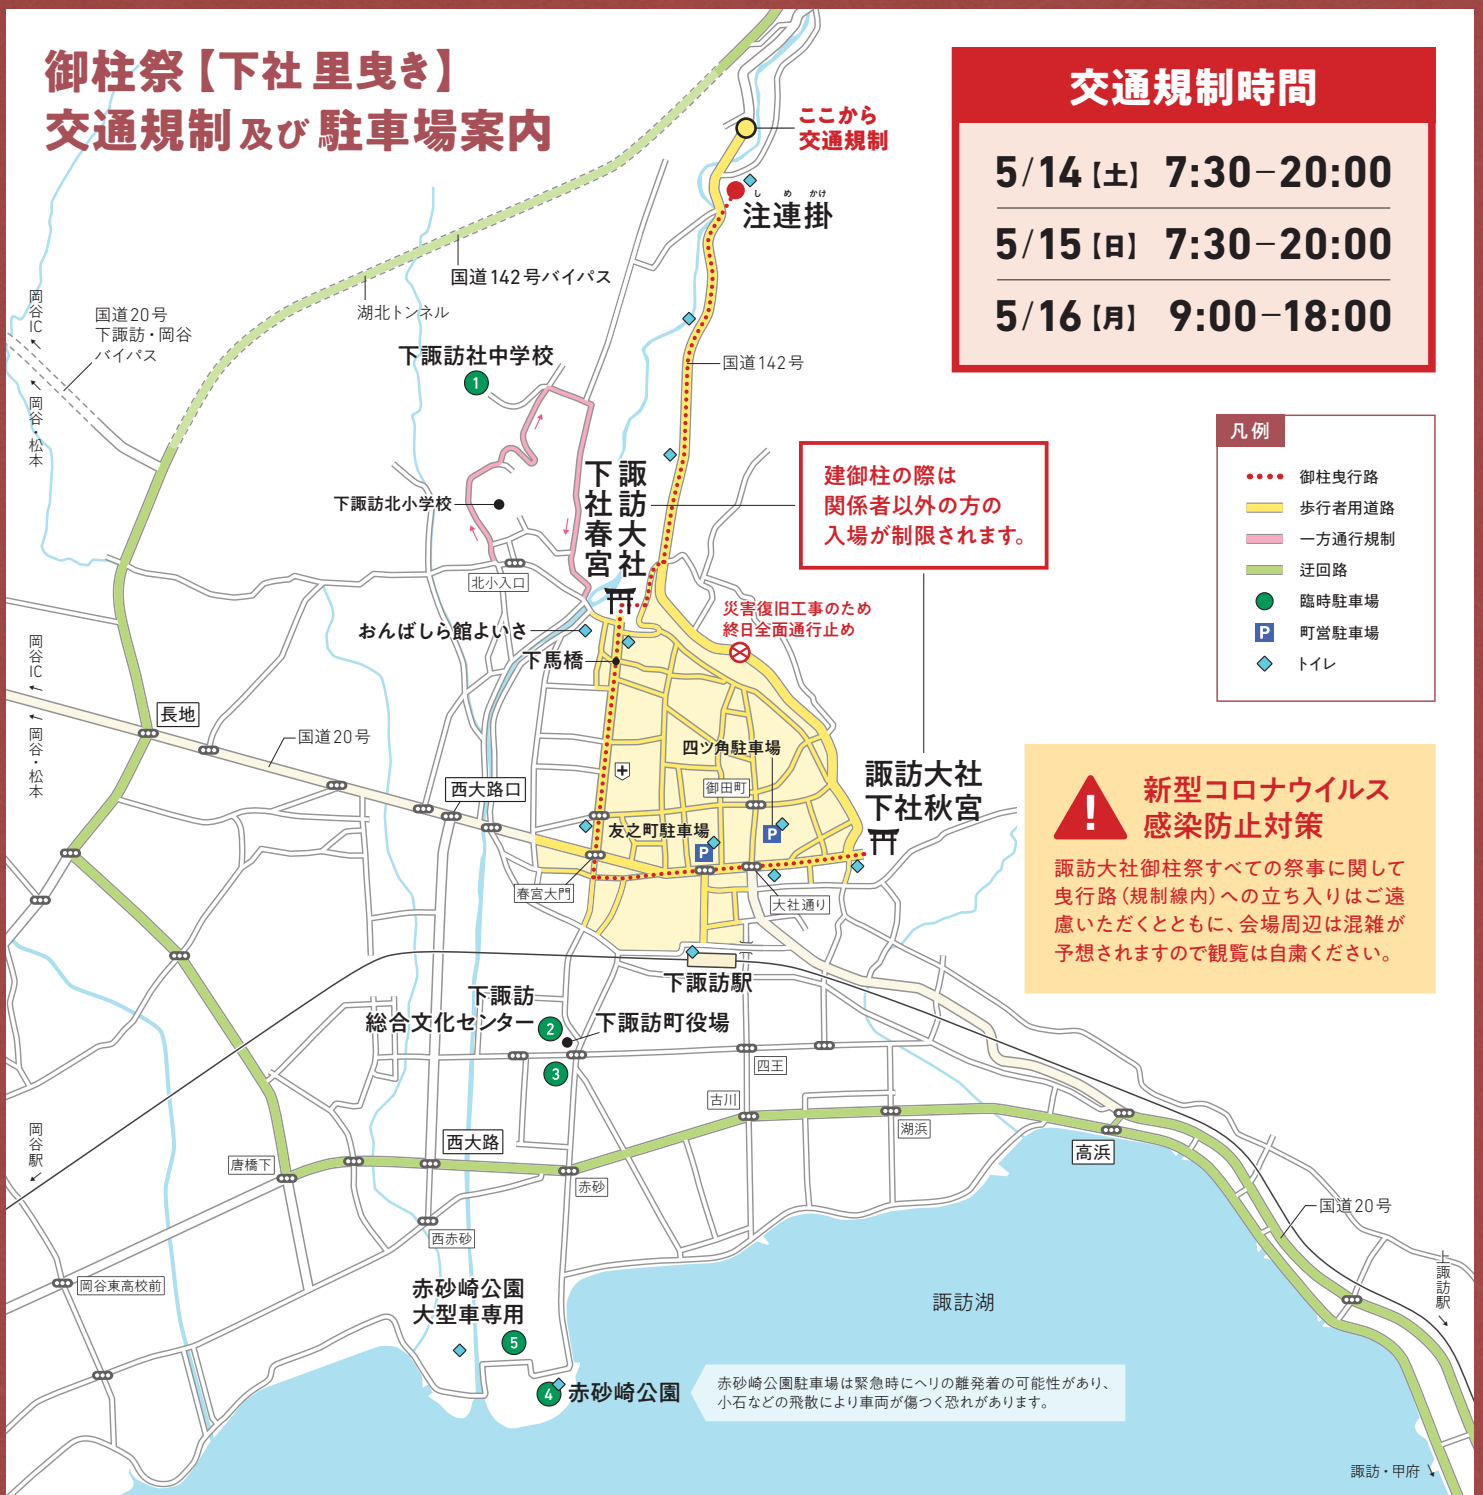 御柱祭【下社 里曳き】
交通規制 及び 駐車場案内
交通規制時間
5/14【土】 7:30−20:00
5/15【日】 7:30−20:00
5/16【月】 9:00−18:00
ここから
交通規制
しめかけ
注連掛
国道142号バイパス
湖北トンネル
岡谷IC
国道20号
下諏訪・岡谷
バイパス
岡谷・松本
下諏訪社中学校
1
国道142号
凡例
御柱曳行路
歩行者用道路
一方通行規制
迂回路
臨時駐車場
P 町営駐車場
トイレ
建御柱の際は
関係者以外の方の
入場が制限されます。
諏訪大社
下社春宮
下諏訪北小学校
北小入口
災害復旧工事のため
終日全面通行止め
おんばしら館よいさ
下馬橋
岡谷IC
岡谷・松本
長地
国道20号
西大路口
四ツ角駐車場
御田町
P
友之町駐車場
P
諏訪大社
下社秋宮
春宮大門
大社通り
新型コロナウイルス
感染防止対策
諏訪大社御柱祭すべての祭事に関して
曳行路(規制線内)への立ち入りはご遠
慮いただくとともに、会場周辺は混雑が
予想されますので観覧は自粛ください。
下諏訪駅
下諏訪
総合文化センター
2
下諏訪町役場
3
四王
古川
湖浜
高浜
岡谷駅
唐橋下
西大路
赤砂
西赤砂
国道20号
岡谷東高校前
上諏訪駅
赤砂崎公園
大型車専用
5
諏訪湖
4
赤砂崎公園
赤砂崎公園駐車場は緊急時にヘリの離発着の可能性があり、
小石などの飛散により車両が傷つく恐れがあります。
諏訪・甲府